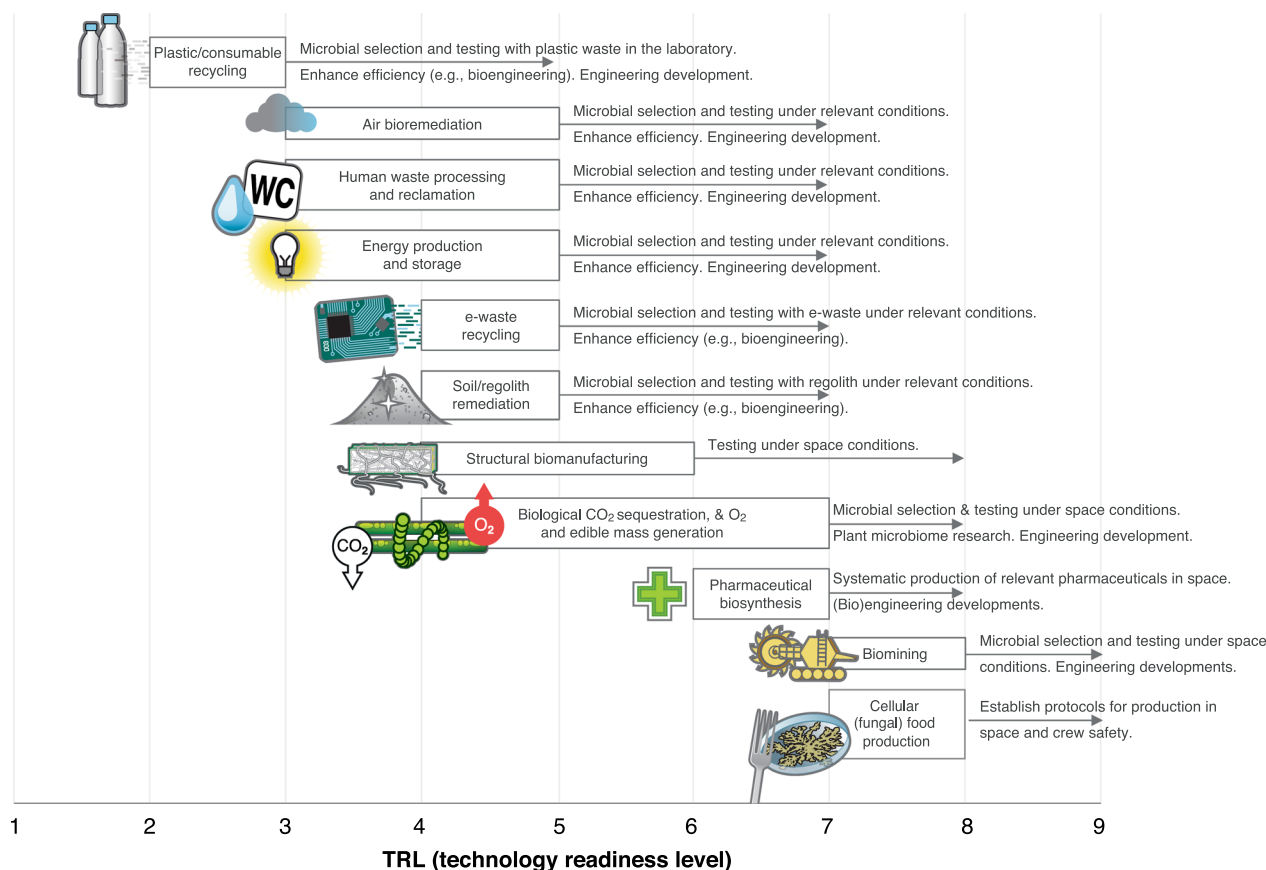 Plastic/consumable
recycling
Microbial selection and testing with plastic waste in the laboratory.
Enhance efficiency (e.g., bioengineering). Engineering development.
Air bioremediation
Microbial selection and testing under relevant conditions.
Enhance efficiency. Engineering development.
WC
Human waste processing
and reclamation
Microbial selection and testing under relevant conditions.
Enhance efficiency. Engineering development.
Energy production
and storage
Microbial selection and testing under relevant conditions.
Enhance efficiency. Engineering development.
e-waste
recycling
Microbial selection and testing with e-waste under relevant conditions.
Enhance efficiency (e.g., bioengineering).
Soil/regolith
remediation
Microbial selection and testing with regolith under relevant conditions.
Enhance efficiency (e.g., bioengineering).
Structural biomanufacturing
Testing under space conditions.
CO₂
O₂
Biological CO₂ sequestration, & O₂
and edible mass generation
Microbial selection & testing under space conditions.
Plant microbiome research. Engineering development.
Pharmaceutical
biosynthesis
Systematic production of relevant pharmaceuticals in space.
(Bio)engineering developments.
Biomining
Microbial selection and testing under space
conditions. Engineering developments.
Cellular
(fungal) food
production
Establish protocols for production in
space and crew safety.
1 2 3 4 5 6 7 8 9
TRL (technology readiness level)